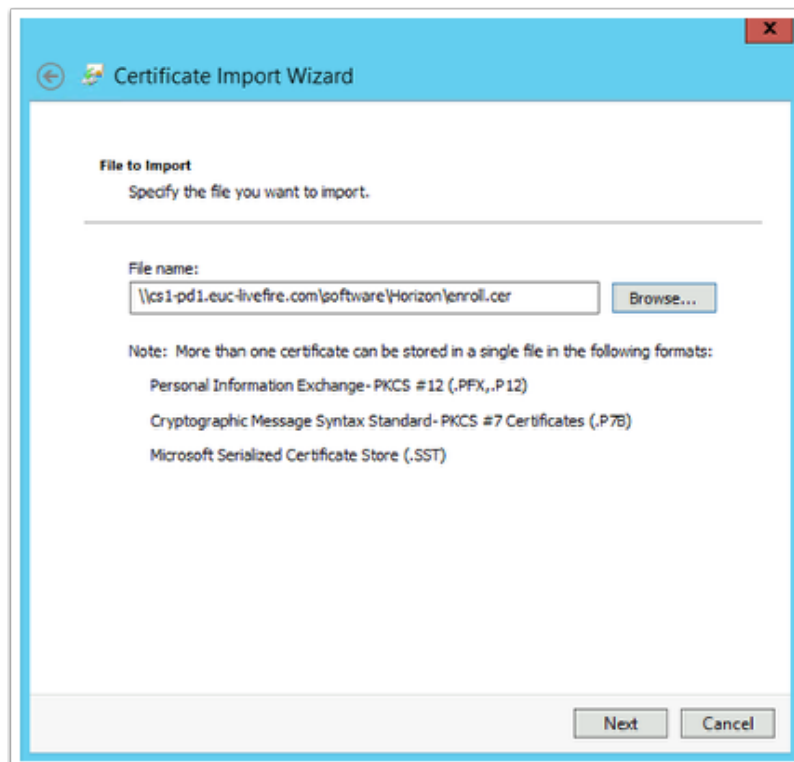 x
Certificate Import Wizard
File to Import
Specify the file you want to import.
File name:
\\cs1-pd1.euc-livefire.com\software\Horizon\enroll.cer
Browse...
Note: More than one certificate can be stored in a single file in the following formats:
Personal Information Exchange- PKCS #12 (.PFX,.P12)
Cryptographic Message Syntax Standard- PKCS #7 Certificates (.P7B)
Microsoft Serialized Certificate Store (.SST)
Next
Cancel